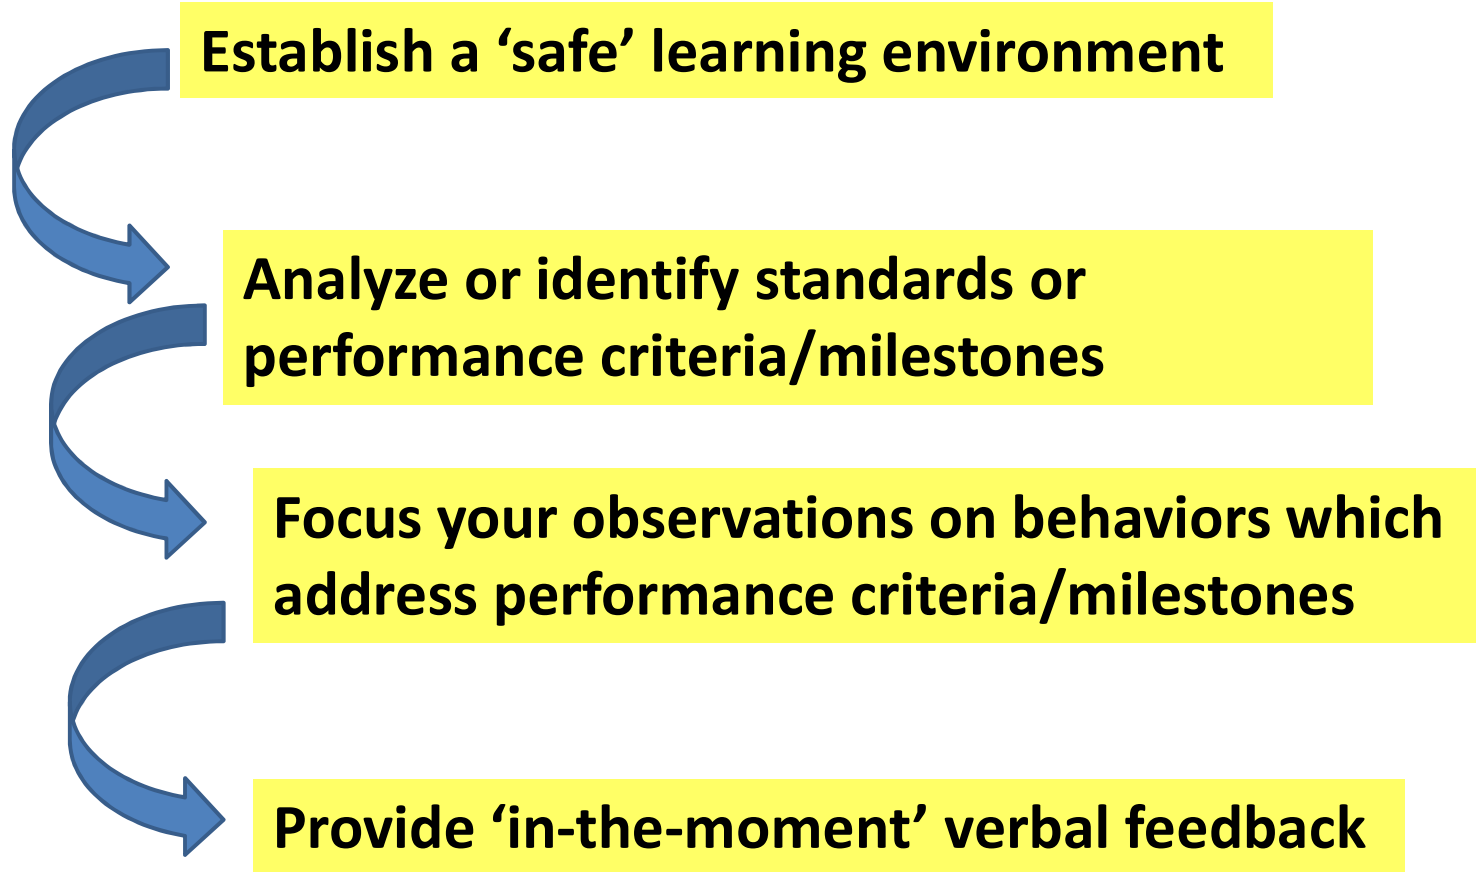 Establish a ‘safe’ learning environment
Analyze or identify standards or
performance criteria/milestones
Focus your observations on behaviors which
address performance criteria/milestones
Provide ‘in-the-moment’ verbal feedback